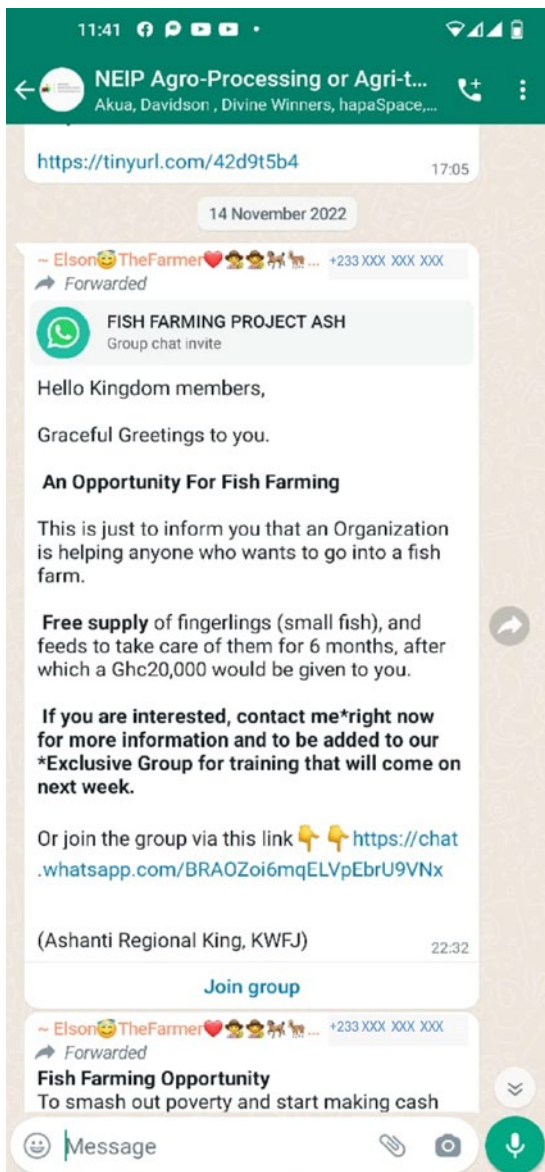 11:41
NEIP Agro-Processing or Agri-t...
Akua, Davidson , Divine Winners, hapaSpace,...
https://tinyurl.com/42d9t5b4
17:05
14 November 2022
~ Elson😇TheFarmer❤️👨‍🌾👨‍🌾🐕🐐... +233 XXX XXX XXX
Forwarded
FISH FARMING PROJECT ASH
Group chat invite
Hello Kingdom members,
Graceful Greetings to you.
An Opportunity For Fish Farming
This is just to inform you that an Organization
is helping anyone who wants to go into a fish
farm.
Free supply of fingerlings (small fish), and
feeds to take care of them for 6 months, after
which a Ghc20,000 would be given to you.
If you are interested, contact me*right now
for more information and to be added to our
*Exclusive Group for training that will come on
next week.
Or join the group via this link👇 👇https://chat
.whatsapp.com/BRAOZoi6mqELVpEbrU9VNx
(Ashanti Regional King, KWFJ)
22:32
Join group
~ Elson😇TheFarmer❤️👨‍🌾👨‍🌾🐕🐐... +233 XXX XXX XXX
Forwarded
Fish Farming Opportunity
To smash out poverty and start making cash
Message